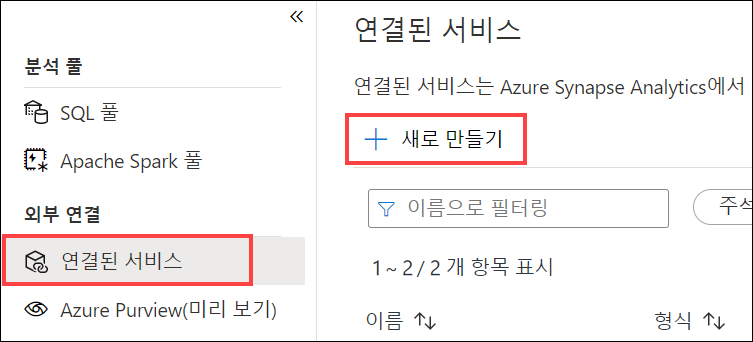 «
분석 풀
SQL 풀
Apache Spark 풀
외부 연결
연결된 서비스
Azure Purview(미리 보기)
연결된 서비스
연결된 서비스는 Azure Synapse Analytics에서
+ 새로 만들기
이름으로 필터링
주석
1 ~ 2 / 2 개 항목 표시
이름 ↑↓ 형식 ↑↓